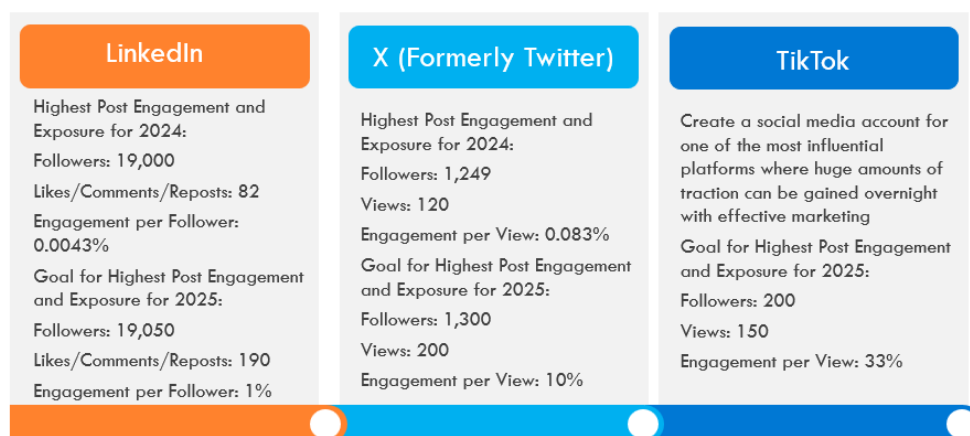 LinkedIn
Highest Post Engagement and
Exposure for 2024:
Followers: 19,000
Likes/Comments/Reposts: 82
Engagement per Follower:
0.0043%
Goal for Highest Post Engagement
and Exposure for 2025:
Followers: 19,050
Likes/Comments/Reposts: 190
Engagement per Follower: 1%
X (Formerly Twitter)
Highest Post Engagement and
Exposure for 2024:
Followers: 1,249
Views: 120
Engagement per View: 0.083%
Goal for Highest Post Engagement
and Exposure for 2025:
Followers: 1,300
Views: 200
Engagement per View: 10%
TikTok
Create a social media account for
one of the most influential
platforms where huge amounts of
traction can be gained overnight
with effective marketing
Goal for Highest Post Engagement
and Exposure for 2025:
Followers: 200
Views: 150
Engagement per View: 33%